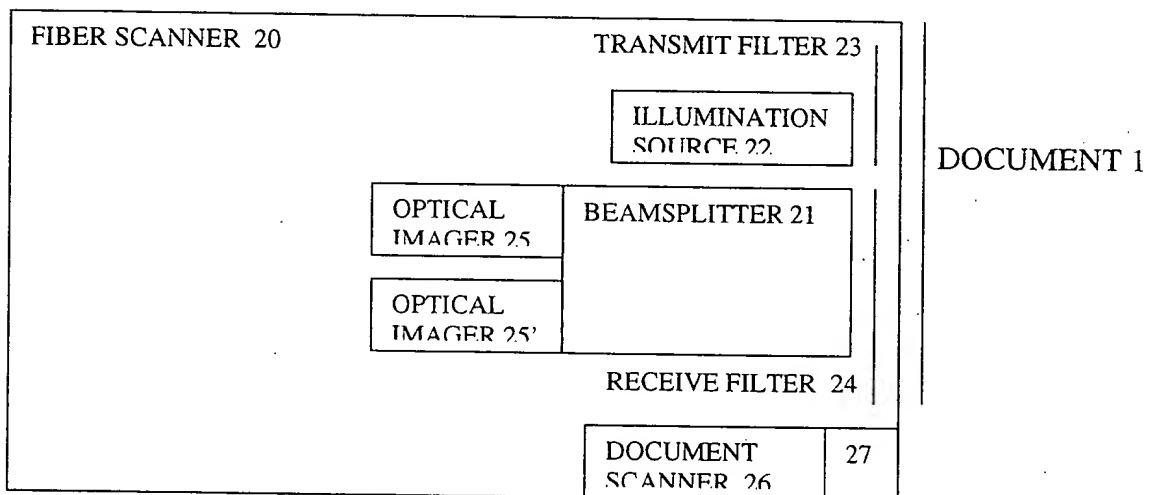 FIBER SCANNER 20
TRANSMIT FILTER 23
ILLUMINATION
SOURCE 22
DOCUMENT 1
OPTICAL
IMAGER 25
BEAMSPLITTER 21
OPTICAL
IMAGER 25'
RECEIVE FILTER 24
DOCUMENT
SCANNER 26
27